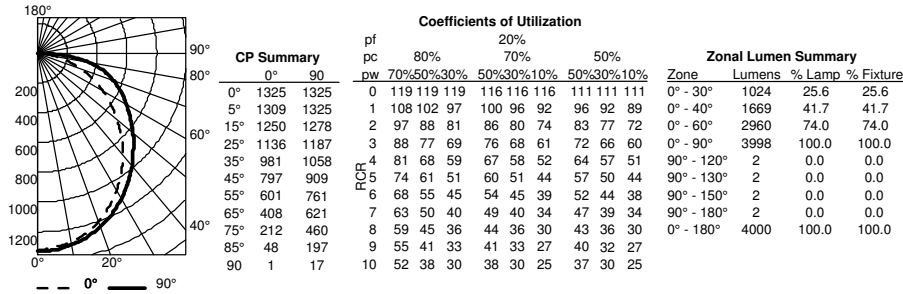 180°
90°
80°
60°
40°
200
400
600
800
1000
1200
0° 20°
0° 90°
CP Summary
0° 90
0° 1325 1325
5° 1309 1325
15° 1250 1278
25° 1136 1187
35° 981 1058
45° 797 909
55° 601 761
65° 408 621
75° 212 460
85° 48 197
90 1 17
Coefficients of Utilization
pf 20%
pc 80% 70% 50%
pw 70%50%30% 50%30%10% 50%30%10%
RCR
0 119 119 119 116 116 116 111 111 111
1 108 102 97 100 96 92 96 92 89
2 97 88 81 86 80 74 83 77 72
3 88 77 69 76 68 61 72 66 60
4 81 68 59 67 58 52 64 57 51
5 74 61 51 60 51 44 57 50 44
6 68 55 45 54 45 39 52 44 38
7 63 50 40 49 40 34 47 39 34
8 59 45 36 44 36 30 43 36 30
9 55 41 33 41 33 27 40 32 27
10 52 38 30 38 30 25 37 30 25
Zonal Lumen Summary
Zone Lumens % Lamp % Fixture
0° - 30° 1024 25.6 25.6
0° - 40° 1669 41.7 41.7
0° - 60° 2960 74.0 74.0
0° - 90° 3998 100.0 100.0
90° - 120° 2 0.0 0.0
90° - 130° 2 0.0 0.0
90° - 150° 2 0.0 0.0
90° - 180° 2 0.0 0.0
0° - 180° 4000 100.0 100.0